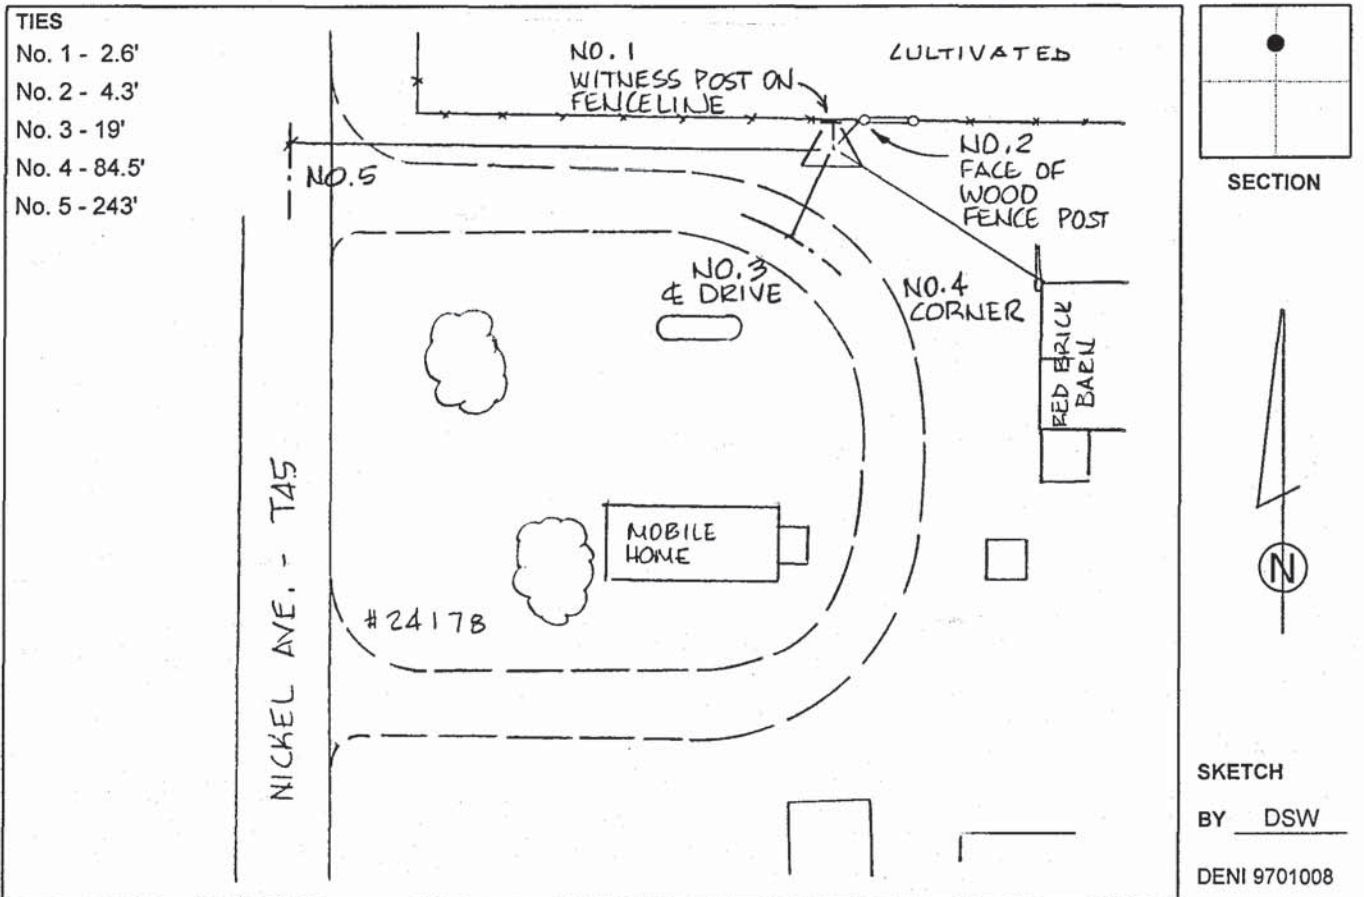 TIES
No. 1 - 2.6'
No. 2 - 4.3'
No. 3 - 19'
No. 4 - 84.5'
No. 5 - 243'
NO. 1
WITNESS POST ON
FENCELINE
CULTIVATED
NO. 2
FACE OF
WOOD
FENCE POST
NO. 5
NO. 3
℄ DRIVE
NO. 4
CORNER
RED BRICK
BARN
MOBILE
HOME
#24178
NICKEL AVE. - T45
SECTION
N
SKETCH
BY DSW
DENI 9701008